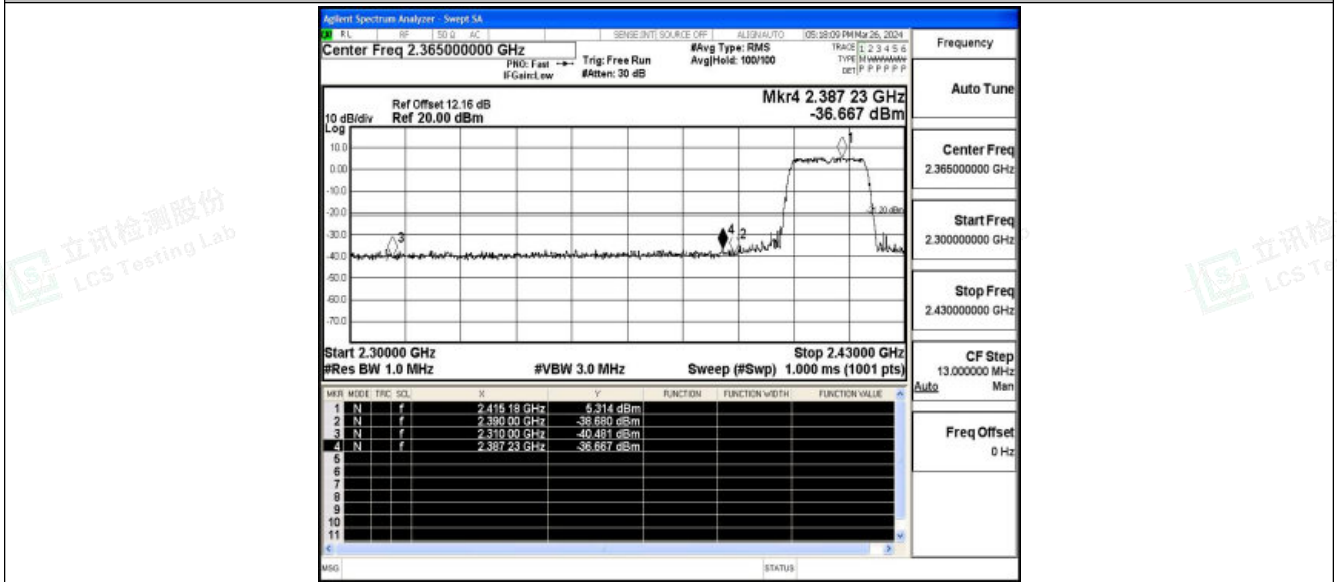 Agilent Spectrum Analyzer - Swept SA
RL RF 50 Ω AC SENSE:INT SOURCE OFF ALIGNAUTO 05:18:09 PM Mar 26, 2024
Center Freq 2.365000000 GHz
#Avg Type: RMS
Avg|Hold: 100/100
PNO: Fast
IFGain:Low
Trig: Free Run
#Atten: 30 dB
TRACE 1 2 3 4 5 6
TYPE M W W W W W
DET P P P P P P
Mkr4 2.387 23 GHz
-36.667 dBm
Ref Offset 12.16 dB
10 dB/div Ref 20.00 dBm
Log
10.0
0.00
-10.0
-20.0
-30.0
-40.0
-50.0
-60.0
-70.0
1
2
3
4
Start 2.30000 GHz Stop 2.43000 GHz
#Res BW 1.0 MHz #VBW 3.0 MHz Sweep (#Swp) 1.000 ms (1001 pts)
MKR MODE TRC SCL X Y FUNCTION FUNCTION WIDTH FUNCTION VALUE
1 N f 2.415 18 GHz 5.314 dBm
2 N f 2.390 00 GHz -38.680 dBm
3 N f 2.310 00 GHz -40.481 dBm
4 N f 2.387 23 GHz -36.667 dBm
5
6
7
8
9
10
11
MSG STATUS
Frequency
Auto Tune
Center Freq
2.365000000 GHz
Start Freq
2.300000000 GHz
Stop Freq
2.430000000 GHz
CF Step
13.000000 MHz
Auto Man
Freq Offset
0 Hz
立讯检测股份
LCS Testing Lab
立讯检
LCS Te